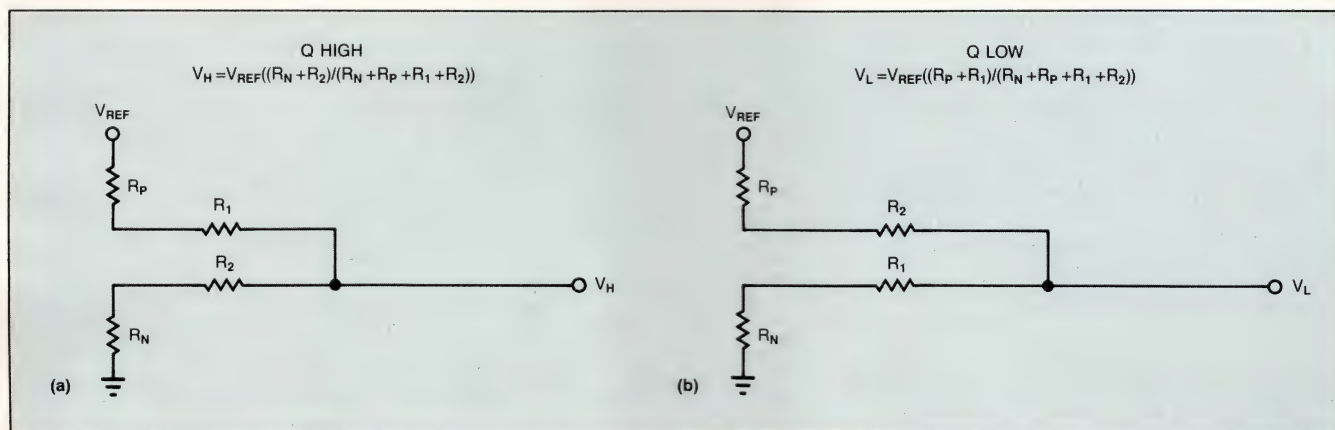 Q HIGH
V_H=V_REF((R_N+R_2)/(R_N+R_P+R_1+R_2))
V_REF
R_P
R_1
R_2
V_H
R_N
(a)
Q LOW
V_L=V_REF((R_P+R_1)/(R_N+R_P+R_1+R_2))
V_REF
R_P
R_2
R_1
V_L
R_N
(b)